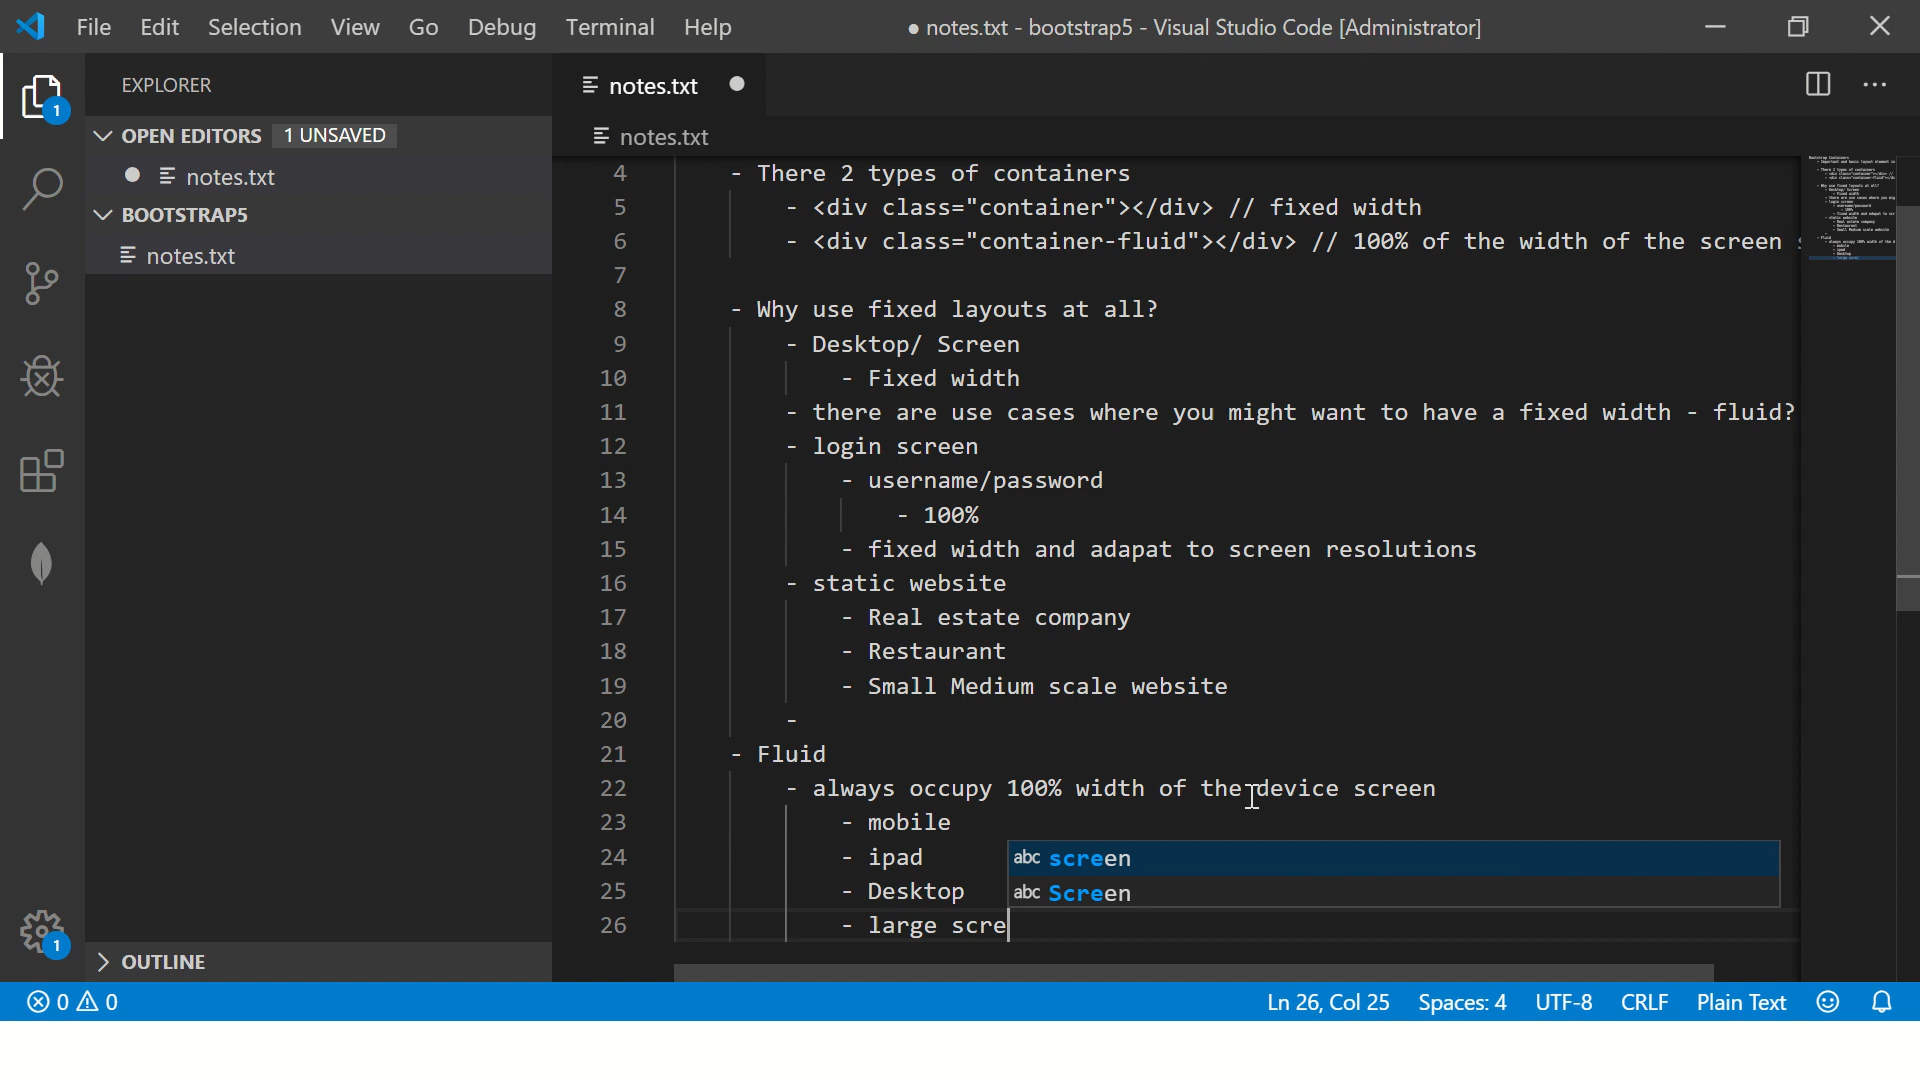 File Edit Selection View Go Debug Terminal Help ● notes.txt - bootstrap5 - Visual Studio Code [Administrator]
EXPLORER
notes.txt
1
OPEN EDITORS 1 UNSAVED
notes.txt
notes.txt
BOOTSTRAP5
notes.txt
4 - There 2 types of containers
5 - <div class="container"></div> // fixed width
6 - <div class="container-fluid"></div> // 100% of the width of the screen
7
8 - Why use fixed layouts at all?
9 - Desktop/ Screen
10 - Fixed width
11 - there are use cases where you might want to have a fixed width - fluid?
12 - login screen
13 - username/password
14 - 100%
15 - fixed width and adapat to screen resolutions
16 - static website
17 - Real estate company
18 - Restaurant
19 - Small Medium scale website
20 -
21 - Fluid
22 - always occupy 100% width of the device screen
23 - mobile
24 - ipad
25 - Desktop
26 - large scre
abc screen
abc Screen
1
OUTLINE
0 0 Ln 26, Col 25 Spaces: 4 UTF-8 CRLF Plain Text